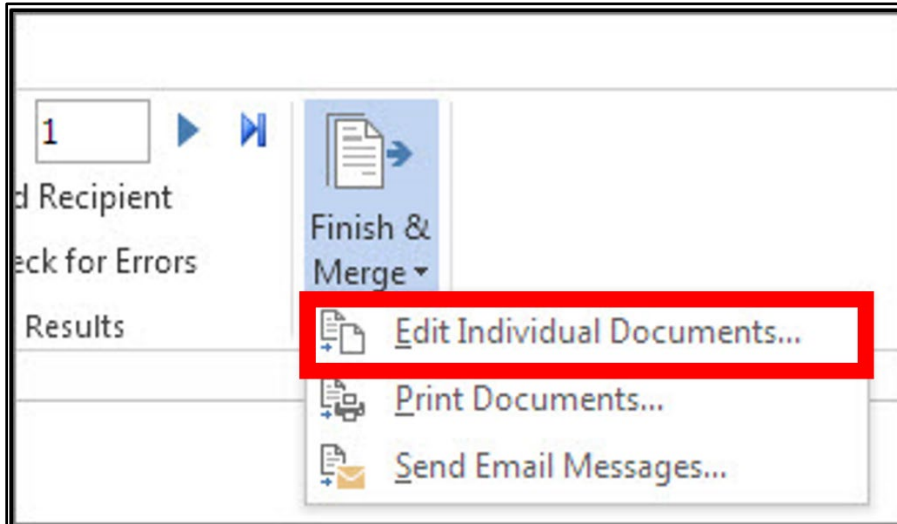 1
d Recipient
eck for Errors
Results
Finish &
Merge
Edit Individual Documents...
Print Documents...
Send Email Messages...